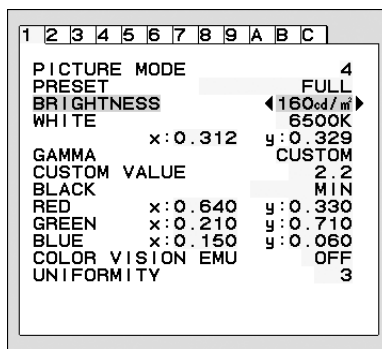 1 2 3 4 5 6 7 8 9 A B C
PICTURE MODE 4
PRESET FULL
BRIGHTNESS ◀160cd/㎡▶
WHITE 6500K
x:0.312 y:0.329
GAMMA CUSTOM
CUSTOM VALUE 2.2
BLACK MIN
RED x:0.640 y:0.330
GREEN x:0.210 y:0.710
BLUE x:0.150 y:0.060
COLOR VISION EMU OFF
UNIFORMITY 3